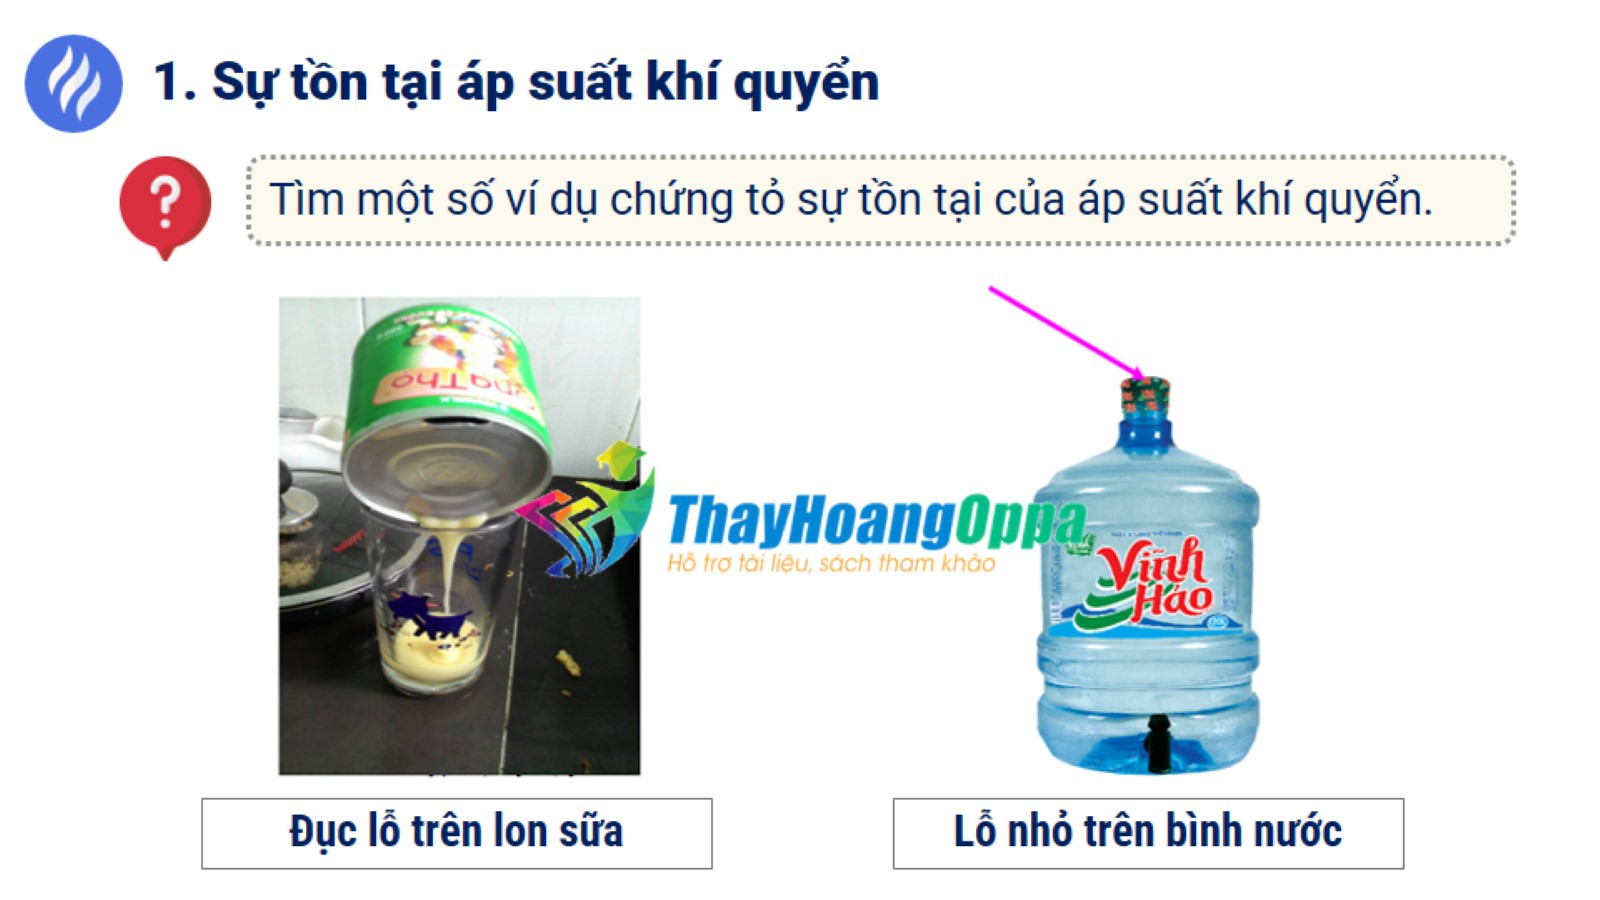 1. Sự tồn tại áp suất khí quyển
?
Tìm một số ví dụ chứng tỏ sự tồn tại của áp suất khí quyển.
ThayHoangOppa
Hỗ trợ tài liệu, sách tham khảo
Vĩnh
Hảo
Đục lỗ trên lon sữa
Lỗ nhỏ trên bình nước